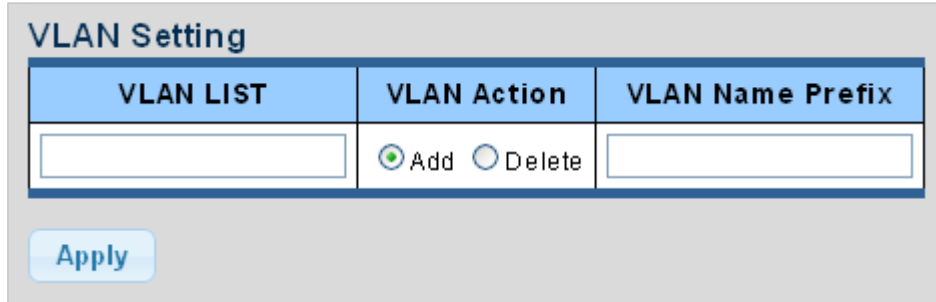 VLAN Setting
VLAN LIST VLAN Action VLAN Name Prefix
Add Delete
Apply